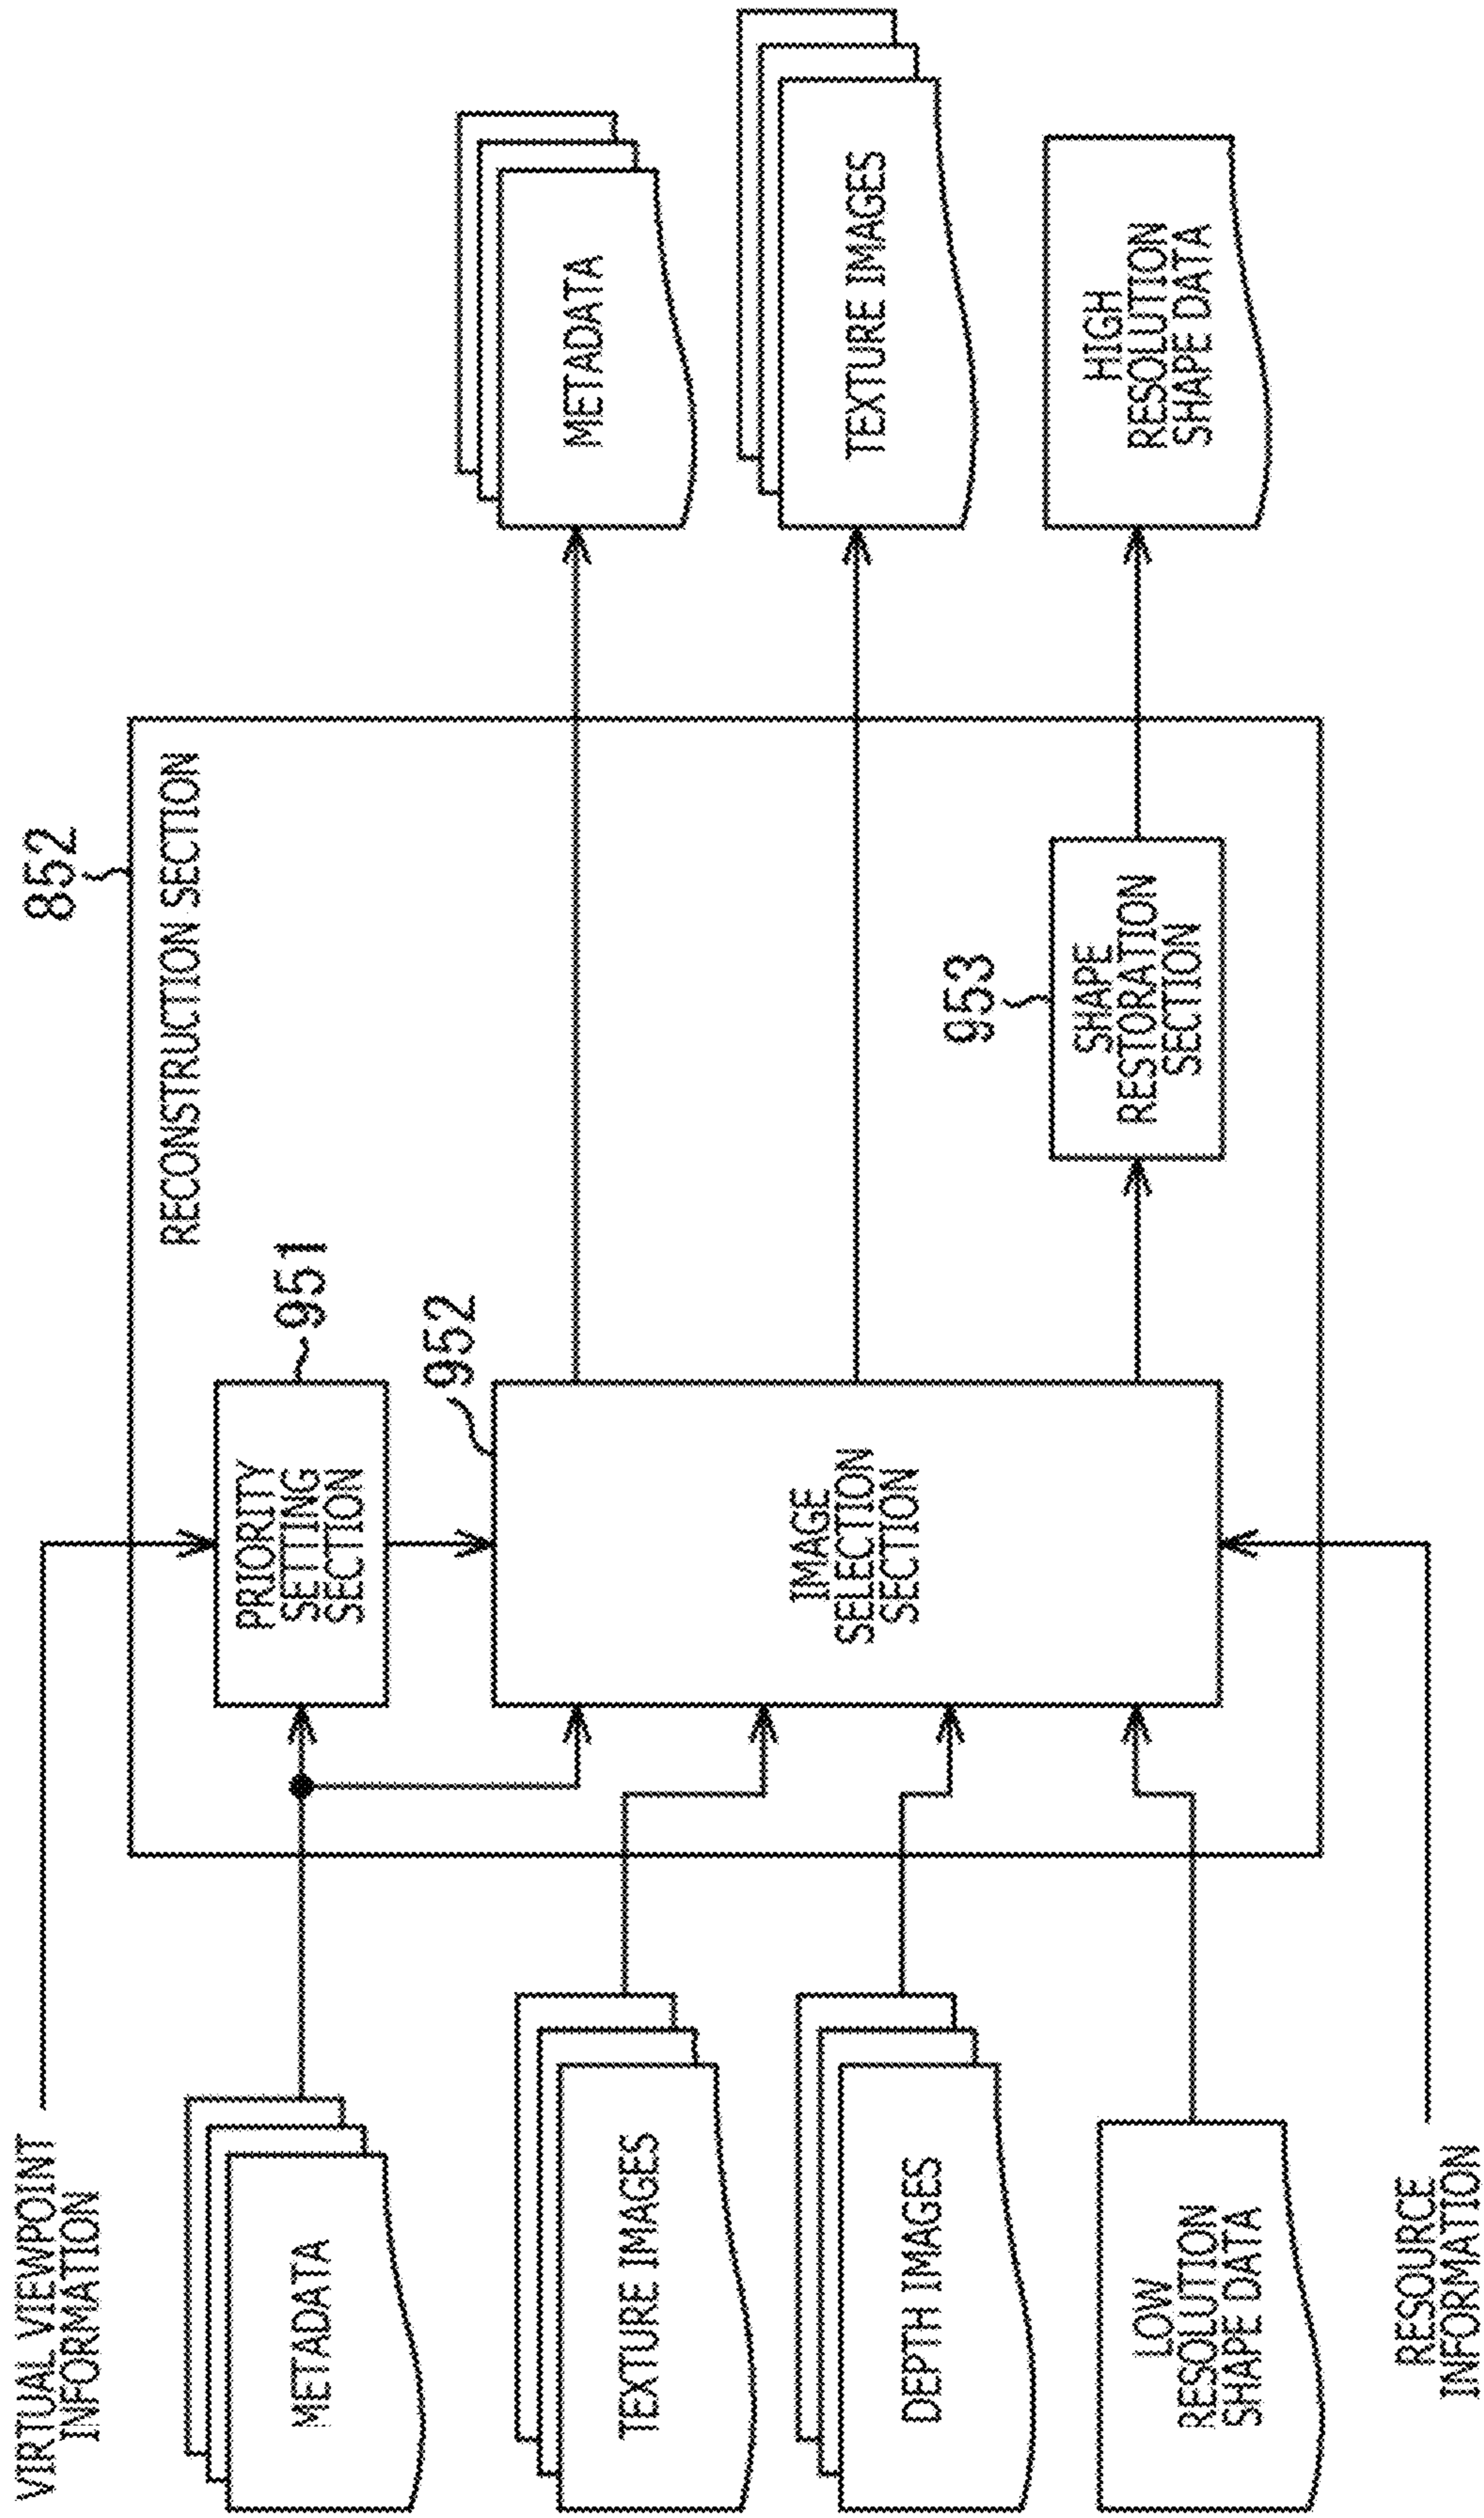 VIRTUAL VIEWPOINT
INFORMATION
852
RECONSTRUCTION SECTION
METADATA
PRIORITY
SETTING
SECTION
951
METADATA
952
TEXTURE IMAGES
IMAGE
SELECTION
SECTION
TEXTURE IMAGES
DEPTH IMAGES
953
SHAPE
RESTORATION
SECTION
HIGH
RESOLUTION
SHAPE DATA
LOW
RESOLUTION
SHAPE DATA
RESOURCE
INFORMATION